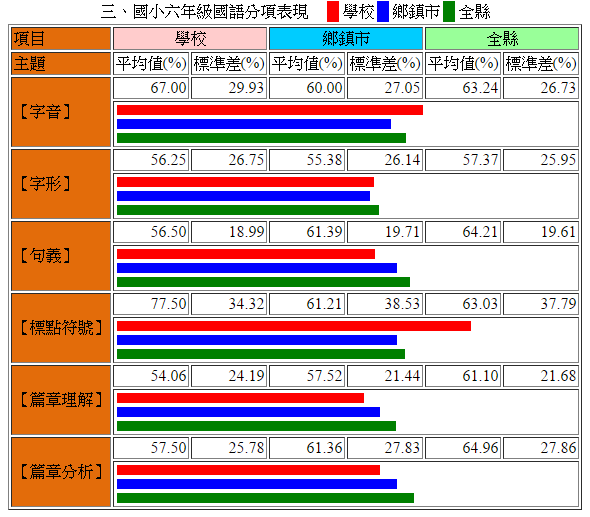 三、國小六年級國語分項表現 學校 鄉鎮市 全縣
項目 學校 鄉鎮市 全縣
主題 平均值(%) 標準差(%) 平均值(%) 標準差(%) 平均值(%) 標準差(%)
【字音】 67.00 29.93 60.00 27.05 63.24 26.73
【字形】 56.25 26.75 55.38 26.14 57.37 25.95
【句義】 56.50 18.99 61.39 19.71 64.21 19.61
【標點符號】 77.50 34.32 61.21 38.53 63.03 37.79
【篇章理解】 54.06 24.19 57.52 21.44 61.10 21.68
【篇章分析】 57.50 25.78 61.36 27.83 64.96 27.86